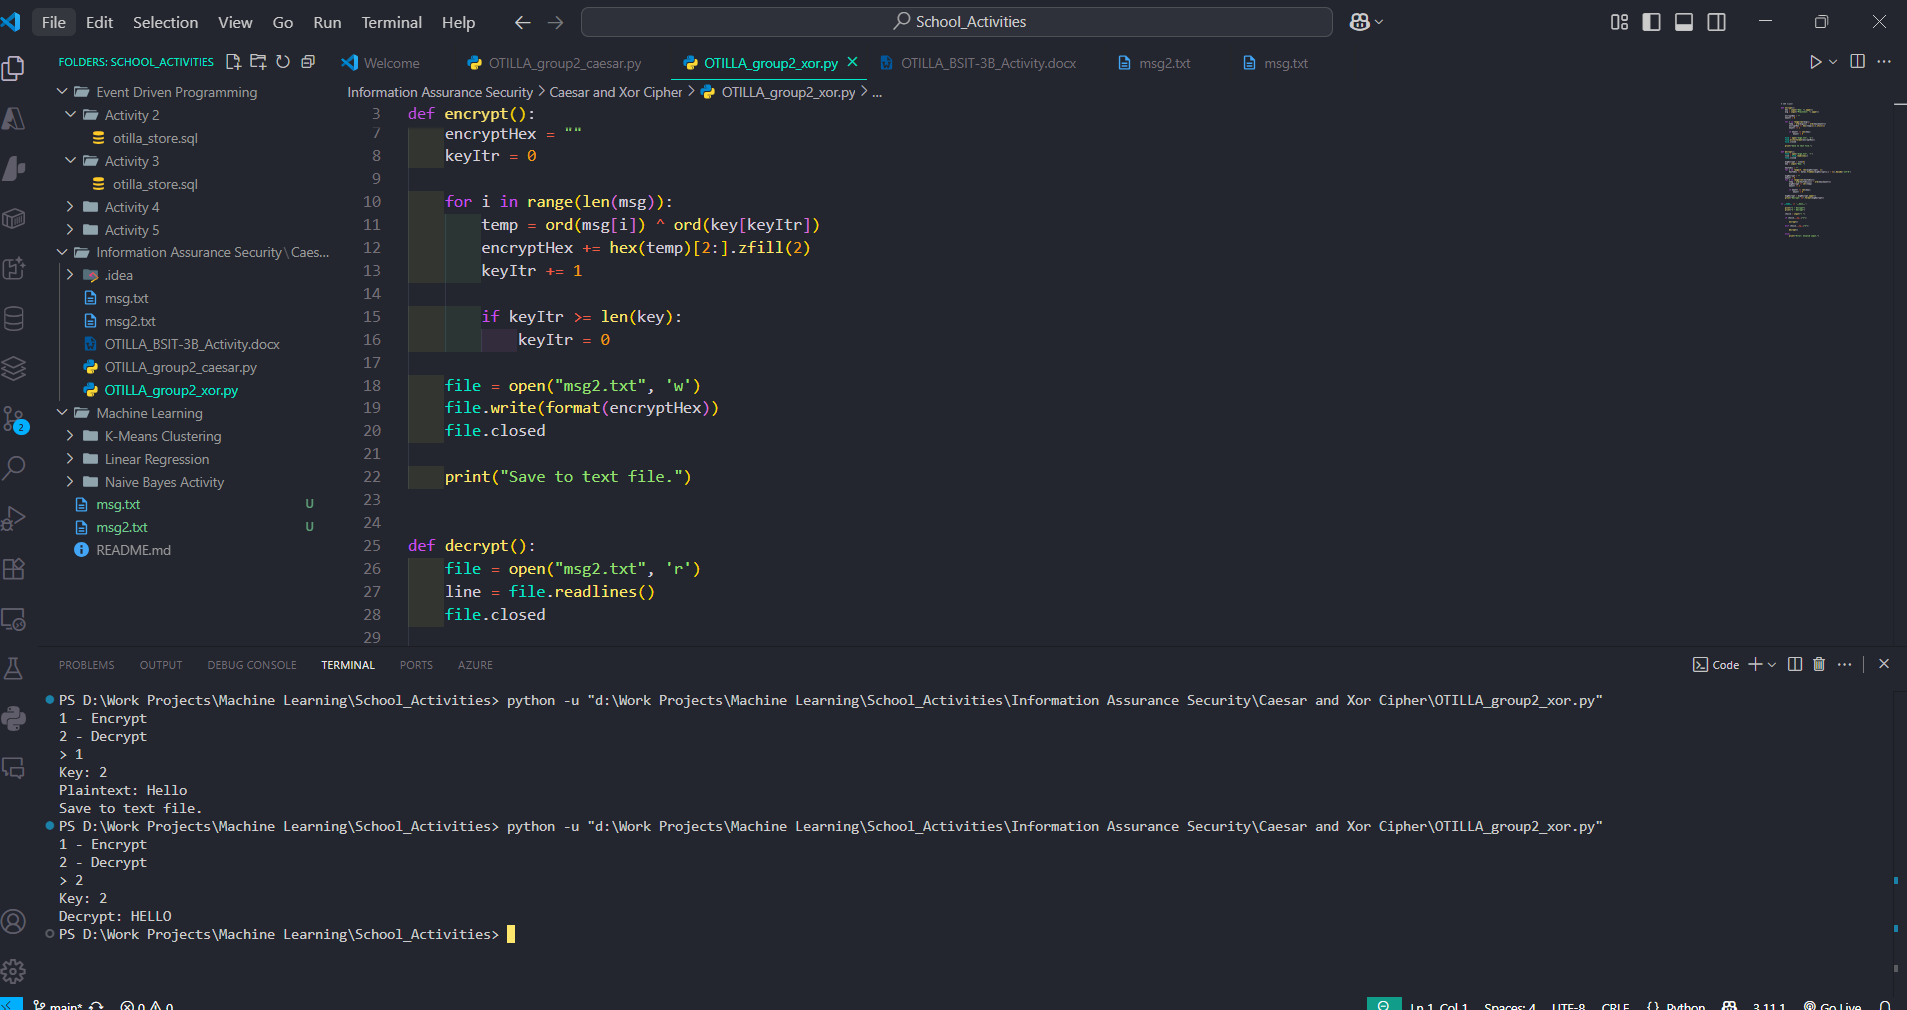 File Edit Selection View Go Run Terminal Help
School_Activities
FOLDERS: SCHOOL_ACTIVITIES
Welcome
OTILLA_group2_caesar.py
OTILLA_group2_xor.py
OTILLA_BSIT-3B_Activity.docx
msg2.txt
msg.txt
Event Driven Programming
Activity 2
otilla_store.sql
Activity 3
otilla_store.sql
Activity 4
Activity 5
Information Assurance Security\Caes...
.idea
msg.txt
msg2.txt
OTILLA_BSIT-3B_Activity.docx
OTILLA_group2_caesar.py
OTILLA_group2_xor.py
Machine Learning
K-Means Clustering
Linear Regression
Naive Bayes Activity
msg.txt U
msg2.txt U
README.md
2
Information Assurance Security > Caesar and Xor Cipher > OTILLA_group2_xor.py > ...
3 def encrypt():
7 encryptHex = ""
8 keyItr = 0
9
10 for i in range(len(msg)):
11 temp = ord(msg[i]) ^ ord(key[keyItr])
12 encryptHex += hex(temp)[2:].zfill(2)
13 keyItr += 1
14
15 if keyItr >= len(key):
16 keyItr = 0
17
18 file = open("msg2.txt", 'w')
19 file.write(format(encryptHex))
20 file.closed
21
22 print("Save to text file.")
23
24
25 def decrypt():
26 file = open("msg2.txt", 'r')
27 line = file.readlines()
28 file.closed
29
PROBLEMS OUTPUT DEBUG CONSOLE TERMINAL PORTS AZURE
Code
PS D:\Work Projects\Machine Learning\School_Activities> python -u "d:\Work Projects\Machine Learning\School_Activities\Information Assurance Security\Caesar and Xor Cipher\OTILLA_group2_xor.py"
1 - Encrypt
2 - Decrypt
> 1
Key: 2
Plaintext: Hello
Save to text file.
PS D:\Work Projects\Machine Learning\School_Activities> python -u "d:\Work Projects\Machine Learning\School_Activities\Information Assurance Security\Caesar and Xor Cipher\OTILLA_group2_xor.py"
1 - Encrypt
2 - Decrypt
> 2
Key: 2
Decrypt: HELLO
PS D:\Work Projects\Machine Learning\School_Activities>
main* 0 0
Ln 1, Col 1 Spaces: 4 UTF-8 CRLF {} Python 3.11.1 Go Live